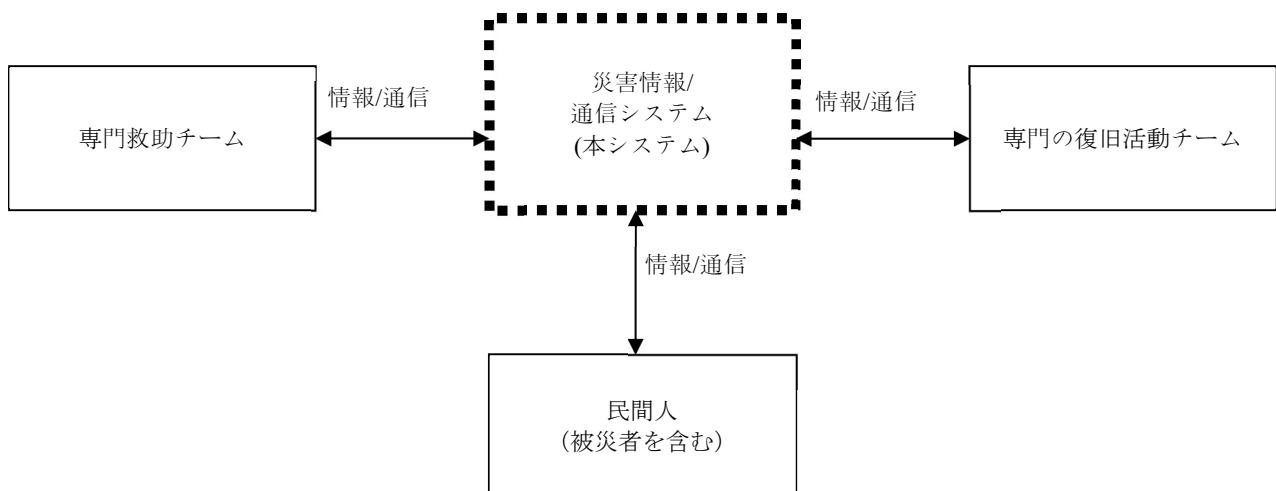 災害情報/
通信システム
(本システム)
情報/通信
情報/通信
専門救助チーム
専門の復旧活動チーム
情報/通信
民間人
（被災者を含む）